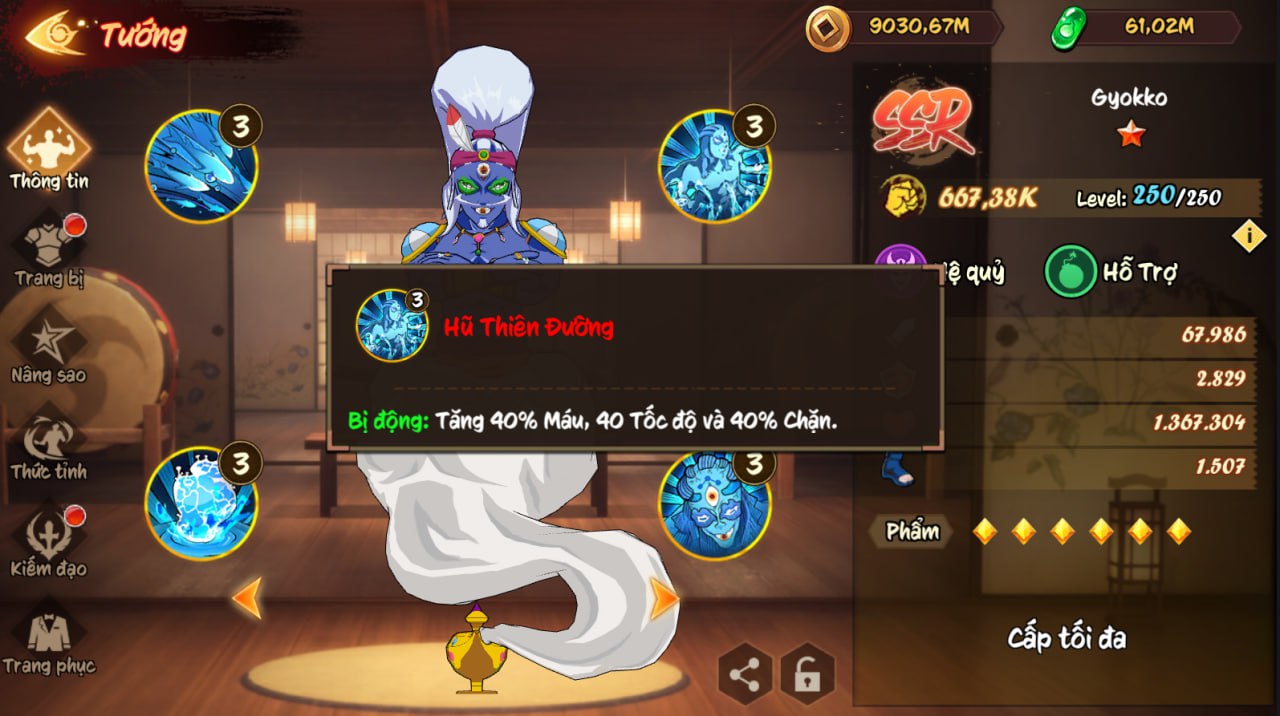 Tướng
9030,67M
61,02M
Thông tin
Trang bị
Nâng sao
Thức tỉnh
Kiếm đạo
Trang phục
3
3
3
3
3
Hũ Thiên Đường
Bị động: Tăng 40% Máu, 40 Tốc độ và 40% Chặn.
SSR
Gyokko
667,38K
Level: 250/250
i
ệ quỷ
Hỗ Trợ
67.986
2.829
1.367.304
1.507
Phẩm
Cấp tối đa